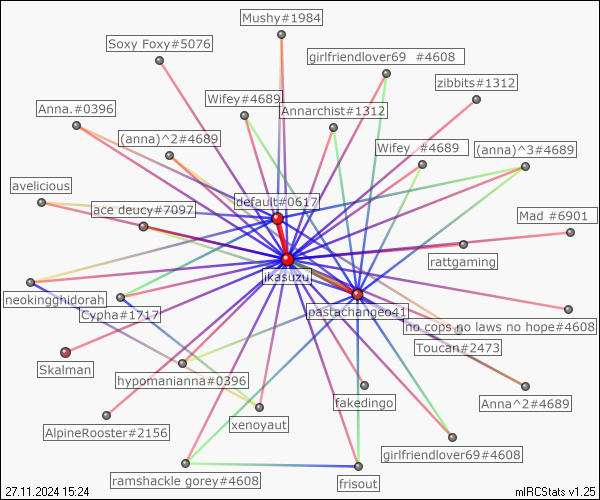 Mushy#1984
Soxy Foxy#5076
girlfriendlover69 #4608
zibbits#1312
Wifey#4689
Annarchist#1312
Anna.#0396
(anna)^2#4689
Wifey #4689
(anna)^3#4689
avelicious
default#0617
ace deucy#7097
Mad #6901
rattgaming
jkasuzu
neokingghidorah
Cypha#1717
pastachangeo41
no cops no laws no hope#4608
Toucan#2473
Skalman
hypomanianna#0396
fakedingo
Anna^2#4689
AlpineRooster#2156
xenoyaut
girlfriendlover69#4608
ramshackle gorey#4608
frisout
27.11.2024 15:24
mIRCStats v1.25